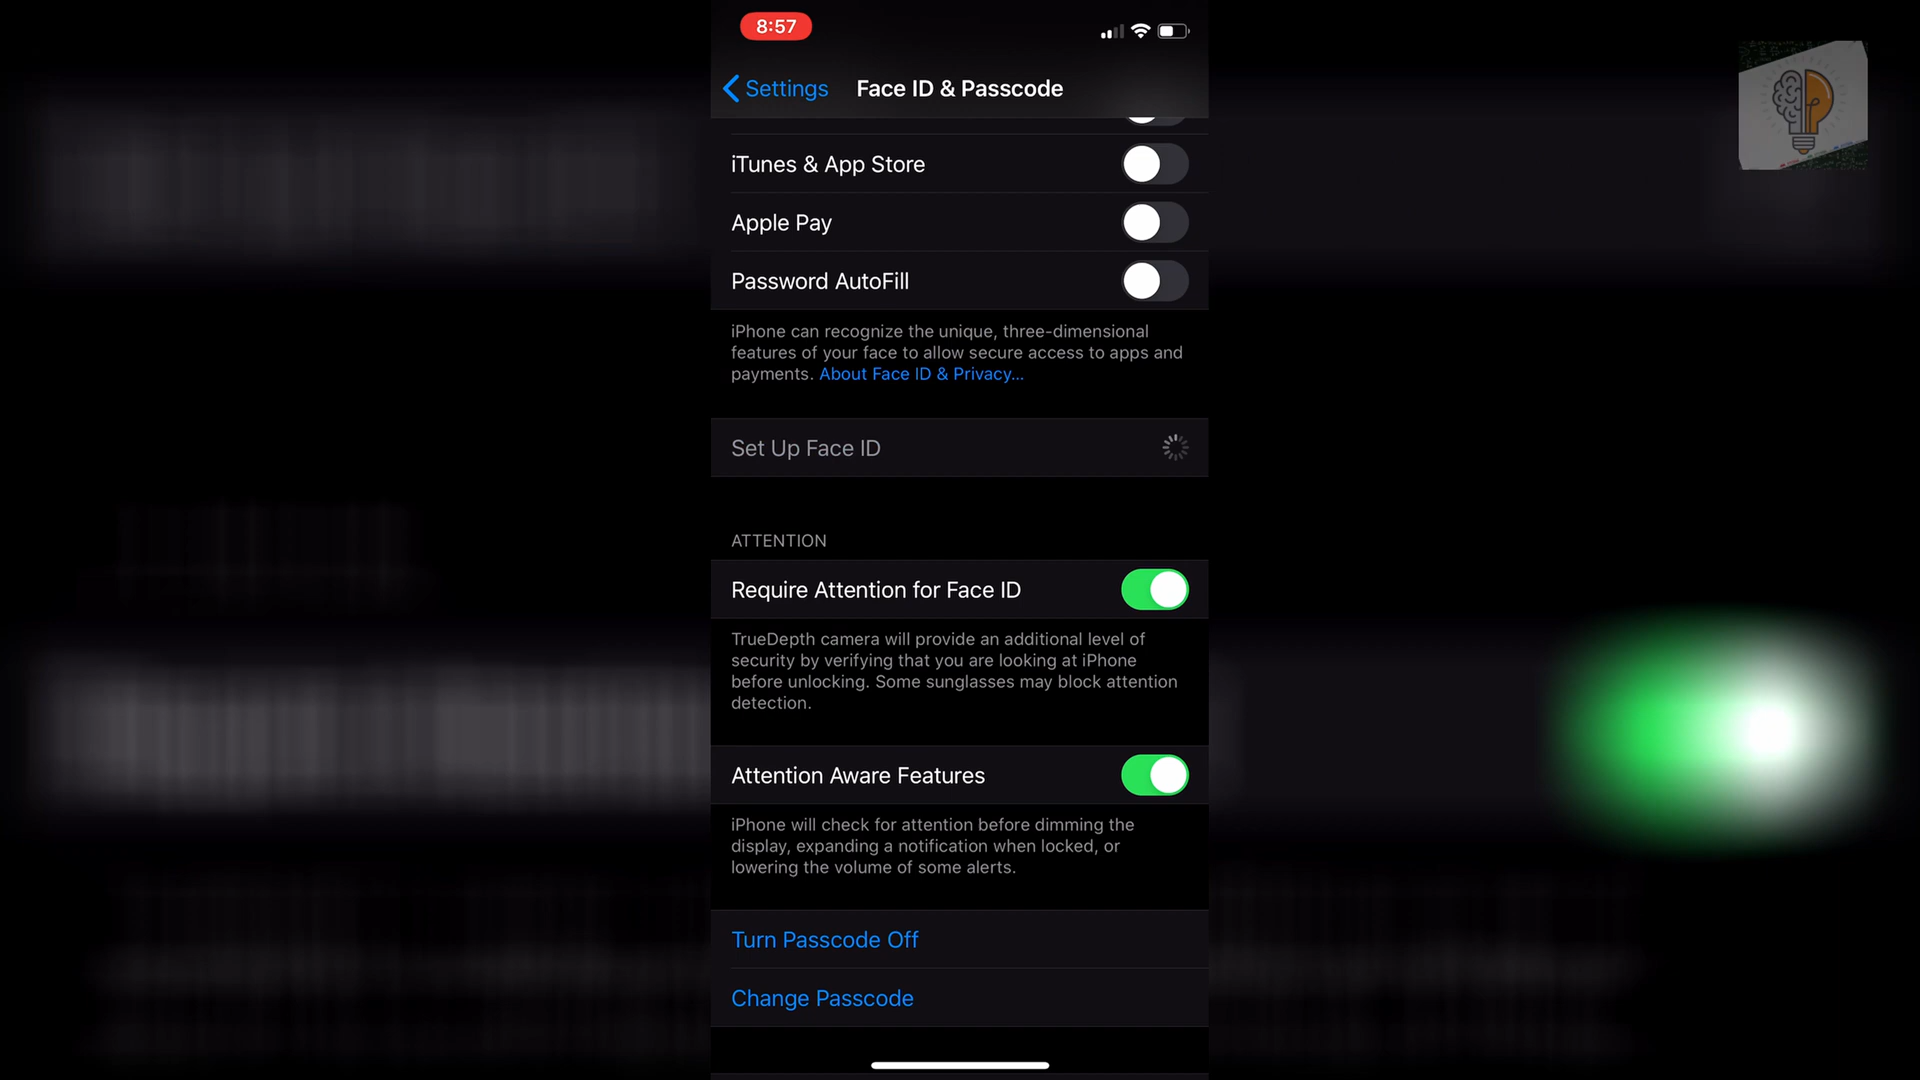 8:57
Settings
Face ID & Passcode
iTunes & App Store
Apple Pay
Password AutoFill
iPhone can recognize the unique, three-dimensional
features of your face to allow secure access to apps and
payments. About Face ID & Privacy...
Set Up Face ID
ATTENTION
Require Attention for Face ID
TrueDepth camera will provide an additional level of
security by verifying that you are looking at iPhone
before unlocking. Some sunglasses may block attention
detection.
Attention Aware Features
iPhone will check for attention before dimming the
display, expanding a notification when locked, or
lowering the volume of some alerts.
Turn Passcode Off
Change Passcode